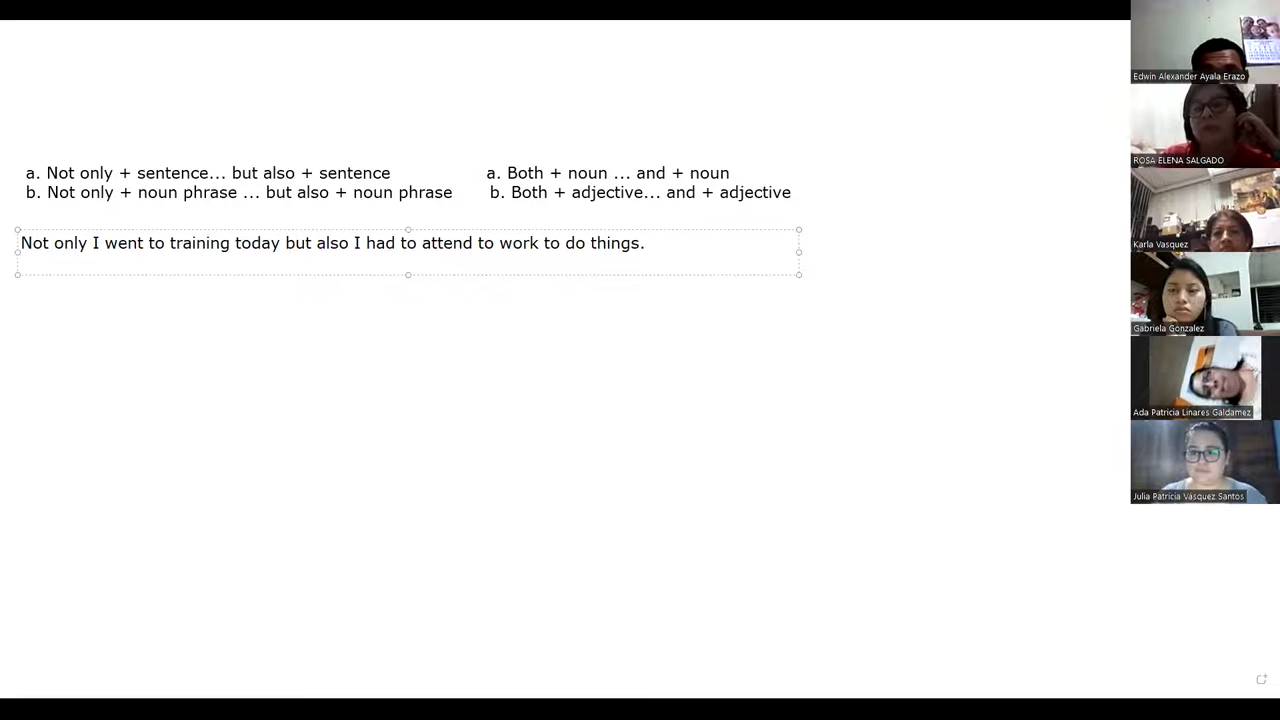 a. Not only + sentence... but also + sentence
b. Not only + noun phrase ... but also + noun phrase
a. Both + noun ... and + noun
b. Both + adjective... and + adjective
Not only I went to training today but also I had to attend to work to do things.
Edwin Alexander Ayala Erazo
ROSA ELENA SALGADO
Karla Vasquez
Gabriela Gonzalez
Ada Patricia Linares Galdamez
Julia Patricia Vásquez Santos